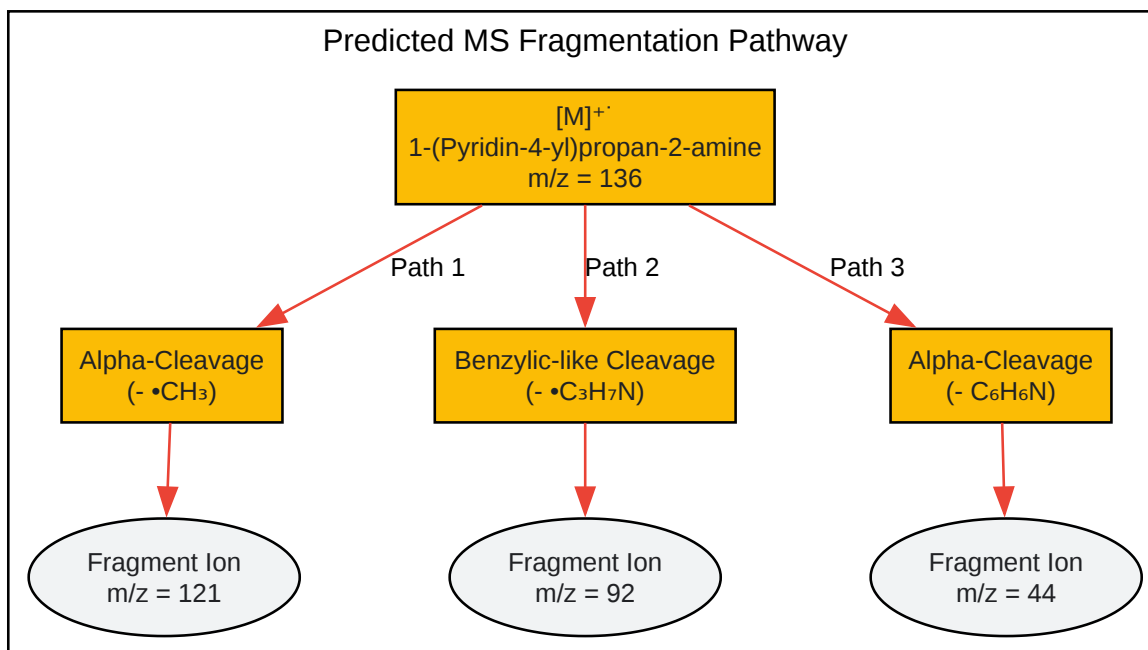 Predicted MS Fragmentation Pathway
[M]⁺˙
1-(Pyridin-4-yl)propan-2-amine
m/z = 136
Path 1
Path 2
Path 3
Alpha-Cleavage
(- •CH₃)
Benzylic-like Cleavage
(- •C₃H₇N)
Alpha-Cleavage
(- C₆H₆N)
Fragment Ion
m/z = 121
Fragment Ion
m/z = 92
Fragment Ion
m/z = 44